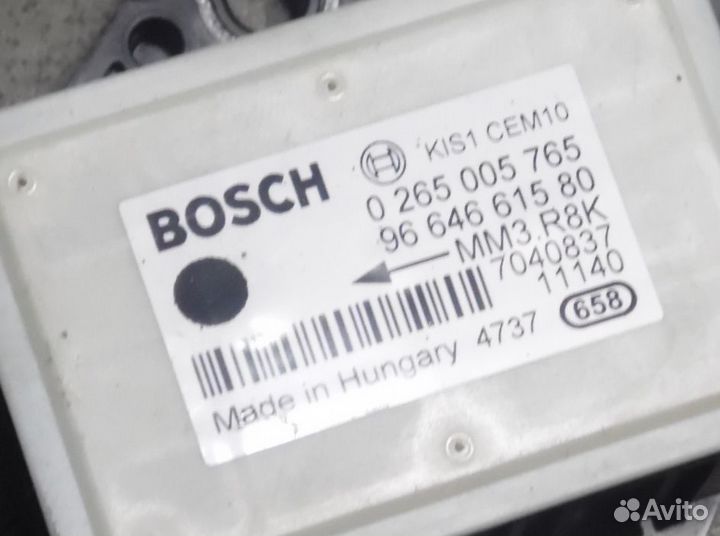 KIS1 CEM10
BOSCH
0 265 005 765
96 646 615 80
MM3.R8K
7040837
11140
Made in Hungary 4737 658
Avito